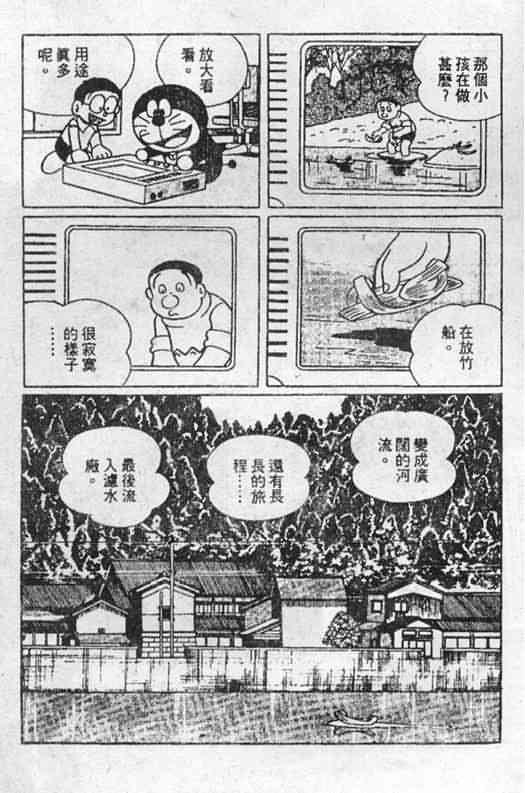 那個小
孩在做
甚麼?
放大看
看。
用途
眞多
呢。
在放竹
船。
很寂寞
的樣子
……
變成廣
闊的河
流。
還有長
長的旅
程……
最後流
入濾水
廠。